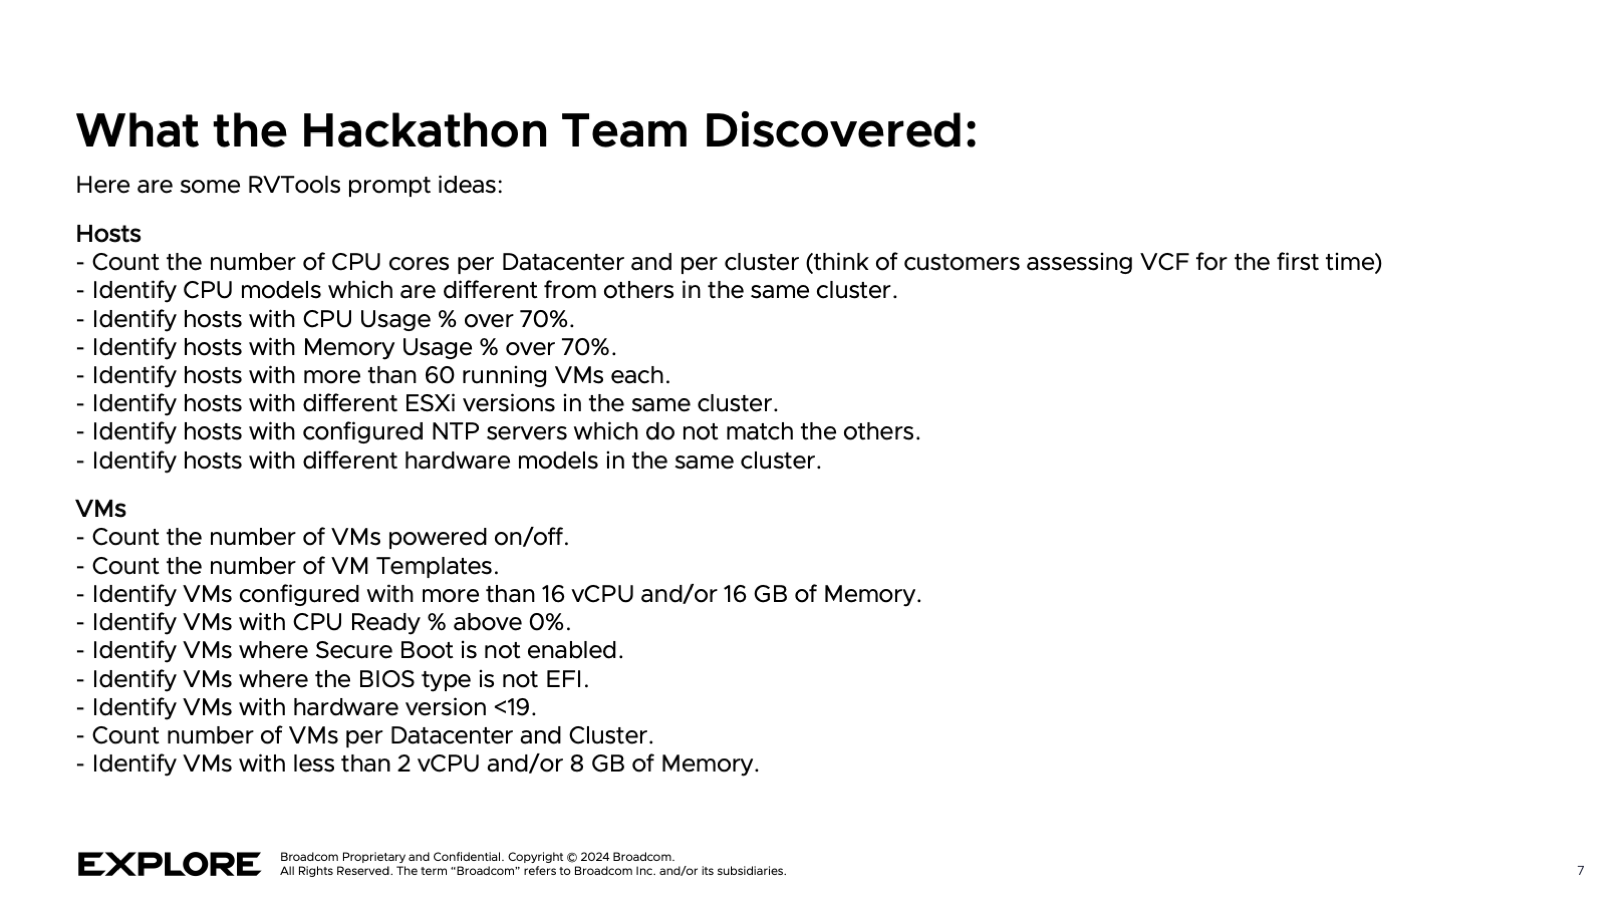 What the Hackathon Team Discovered:
Here are some RVTools prompt ideas:
Hosts
- Count the number of CPU cores per Datacenter and per cluster (think of customers assessing VCF for the first time)
- Identify CPU models which are different from others in the same cluster.
- Identify hosts with CPU Usage % over 70%.
- Identify hosts with Memory Usage % over 70%.
- Identify hosts with more than 60 running VMs each.
- Identify hosts with different ESXi versions in the same cluster.
- Identify hosts with configured NTP servers which do not match the others.
- Identify hosts with different hardware models in the same cluster.
VMs
- Count the number of VMs powered on/off.
- Count the number of VM Templates.
- Identify VMs configured with more than 16 vCPU and/or 16 GB of Memory.
- Identify VMs with CPU Ready % above 0%.
- Identify VMs where Secure Boot is not enabled.
- Identify VMs where the BIOS type is not EFI.
- Identify VMs with hardware version <19.
- Count number of VMs per Datacenter and Cluster.
- Identify VMs with less than 2 vCPU and/or 8 GB of Memory.
EXPLORE
Broadcom Proprietary and Confidential. Copyright © 2024 Broadcom.
All Rights Reserved. The term “Broadcom” refers to Broadcom Inc. and/or its subsidiaries.
7